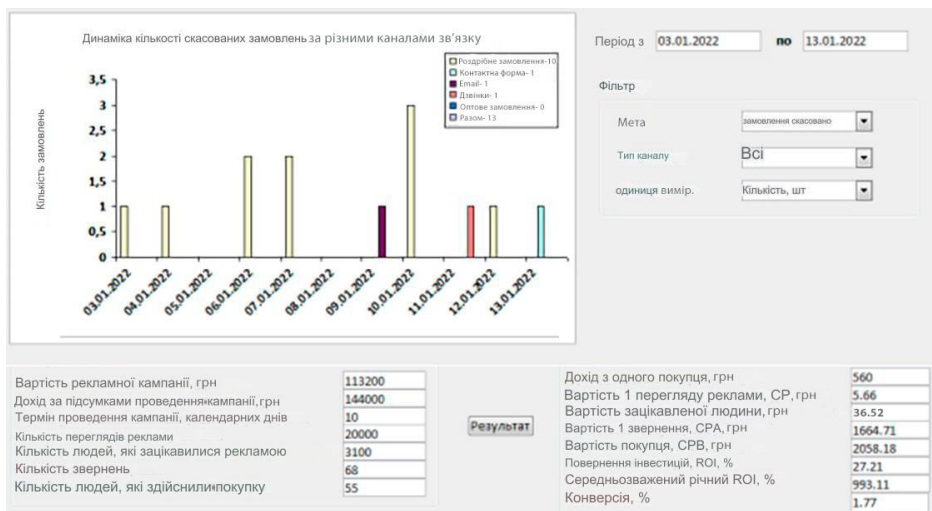 Динаміка кількості скасованих замовлень за різними каналами зв’язку
Роздрібне замовлення-10
Контактна форма- 1
Email- 1
Дзвінки- 1
Оптове замовлення- 0
Разом- 13
Кількість замовлень
3,5
3
2,5
2
1,5
1
0,5
0
03.01.2022
04.01.2022
05.01.2022
06.01.2022
07.01.2022
08.01.2022
09.01.2022
10.01.2022
11.01.2022
12.01.2022
13.01.2022
Період з 03.01.2022 по 13.01.2022
Фільтр
Мета замовлення скасовано
Тип каналу Всі
одиниця вимір. Кількість, шт
Вартість рекламної кампанії, грн 113200
Дохід за підсумками проведення кампанії, грн 144000
Термін проведення кампанії, календарних днів 10
Кількість переглядів реклами 20000
Кількість людей, які зацікавилися рекламою 3100
Кількість звернень 68
Кількість людей, які здійснили покупку 55
Результат
Дохід з одного покупця, грн 560
Вартість 1 перегляду реклами, СР, грн 5.66
Вартість зацікавленої людини, грн 36.52
Вартість 1 звернення, СРА, грн 1664.71
Вартість покупця, СРВ, грн 2058.18
Повернення інвестицій, ROI, % 27.21
Середньозважений річний ROI, % 993.11
Конверсія, % 1.77